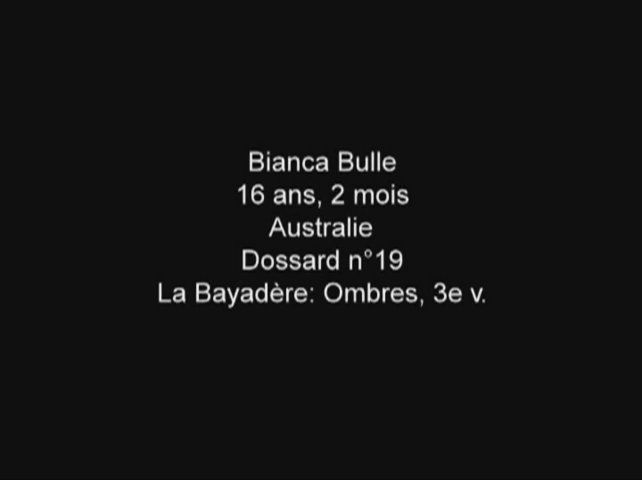 Bianca Bulle
16 ans, 2 mois
Australie
Dossard n°19
La Bayadère: Ombres, 3e v.